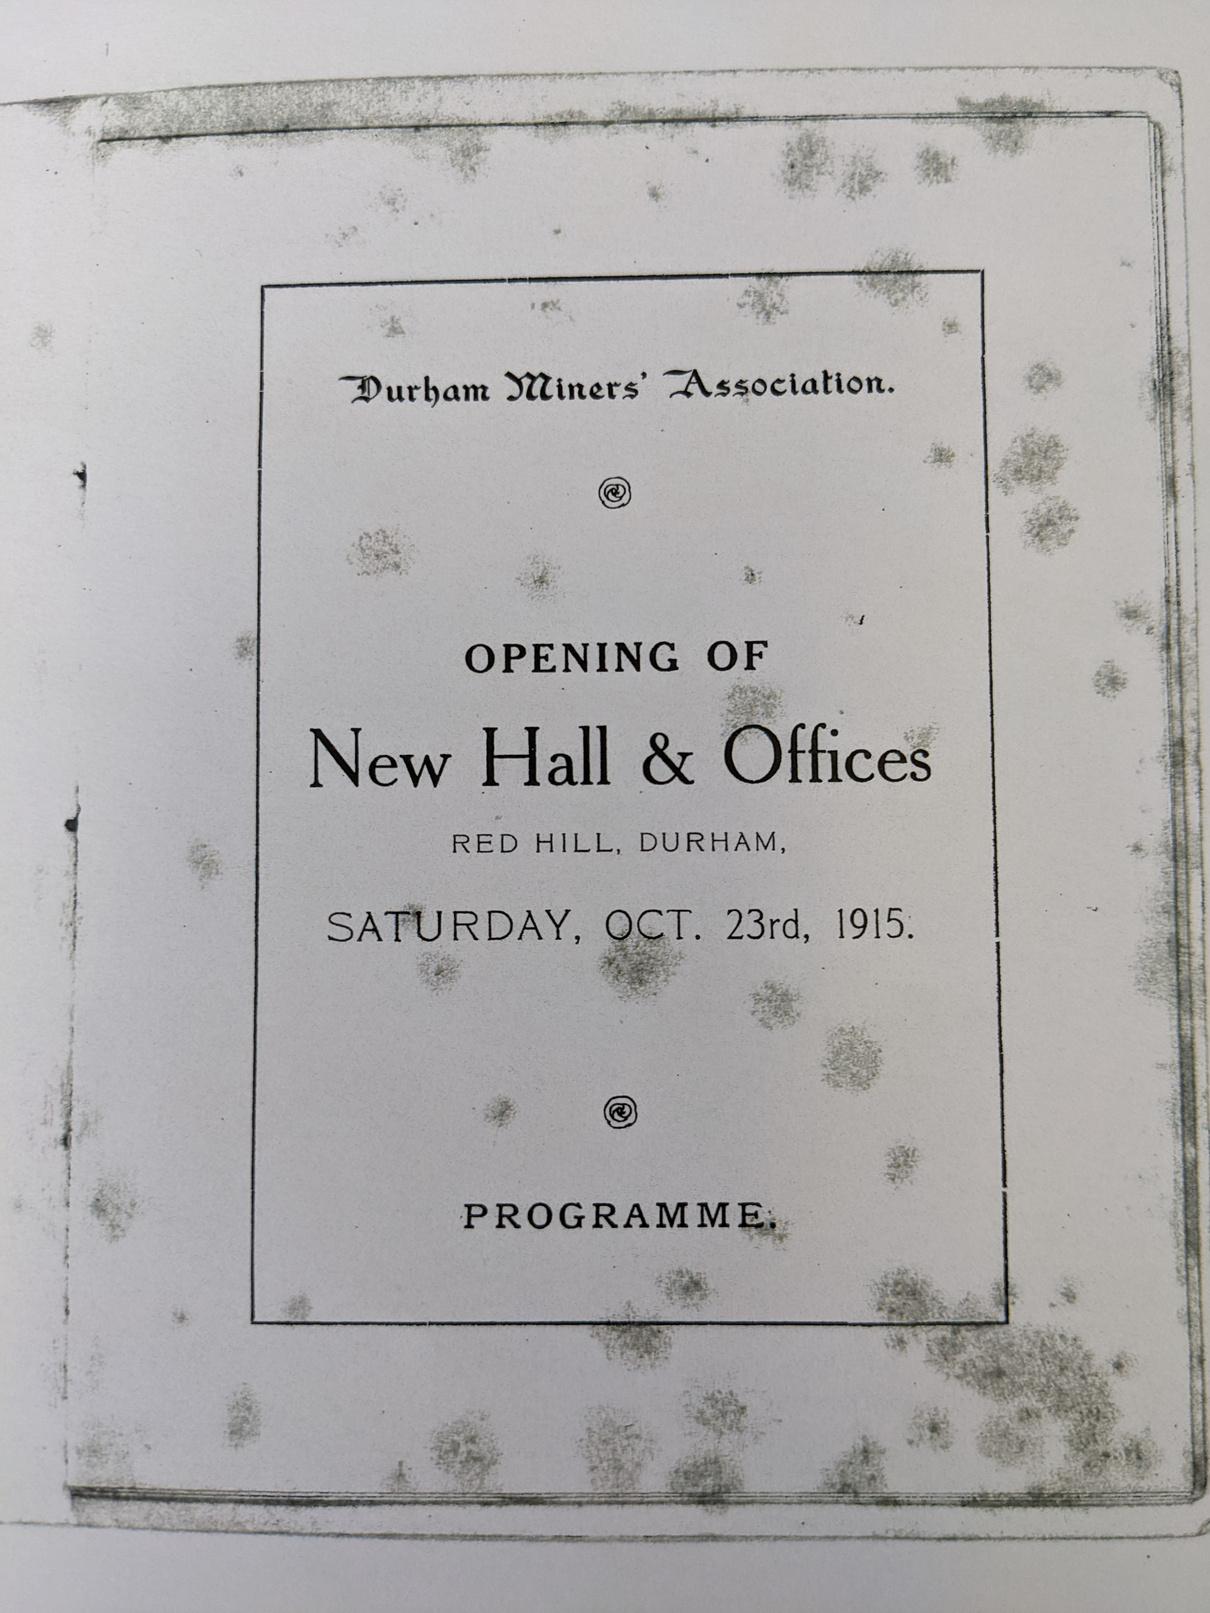 Durham Miners' Association.
OPENING OF
New Hall & Offices
RED HILL, DURHAM,
SATURDAY, OCT. 23rd, 1915.
PROGRAMME.